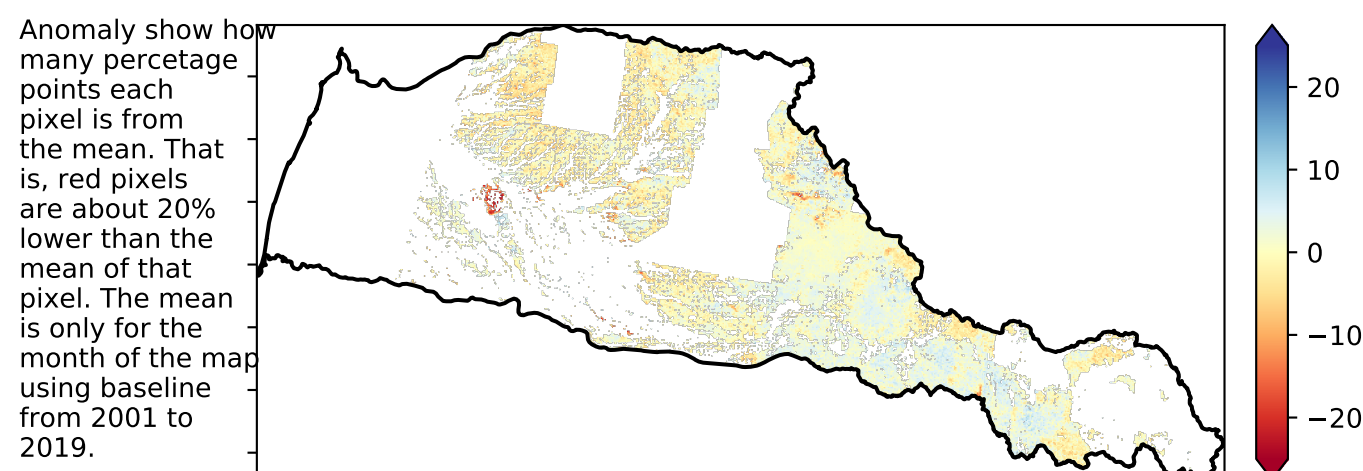 Anomaly show how
many percetage
points each
pixel is from
the mean. That
is, red pixels
are about 20%
lower than the
mean of that
pixel. The mean
is only for the
month of the map
using baseline
from 2001 to
2019.
20
10
0
−10
−20